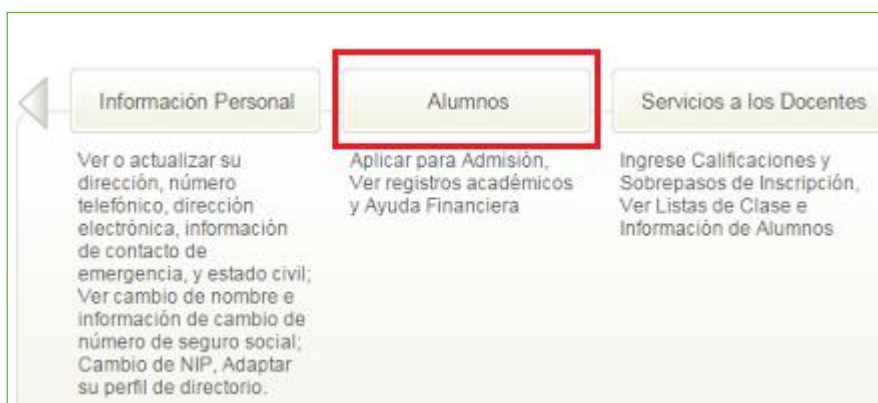 Información Personal
Alumnos
Servicios a los Docentes
Ver o actualizar su
dirección, número
telefónico, dirección
electrónica, información
de contacto de
emergencia, y estado civil;
Ver cambio de nombre e
información de cambio de
número de seguro social;
Cambio de NIP, Adaptar
su perfil de directorio.
Aplicar para Admisión,
Ver registros académicos
y Ayuda Financiera
Ingrese Calificaciones y
Sobrepasos de Inscripción,
Ver Listas de Clase e
Información de Alumnos